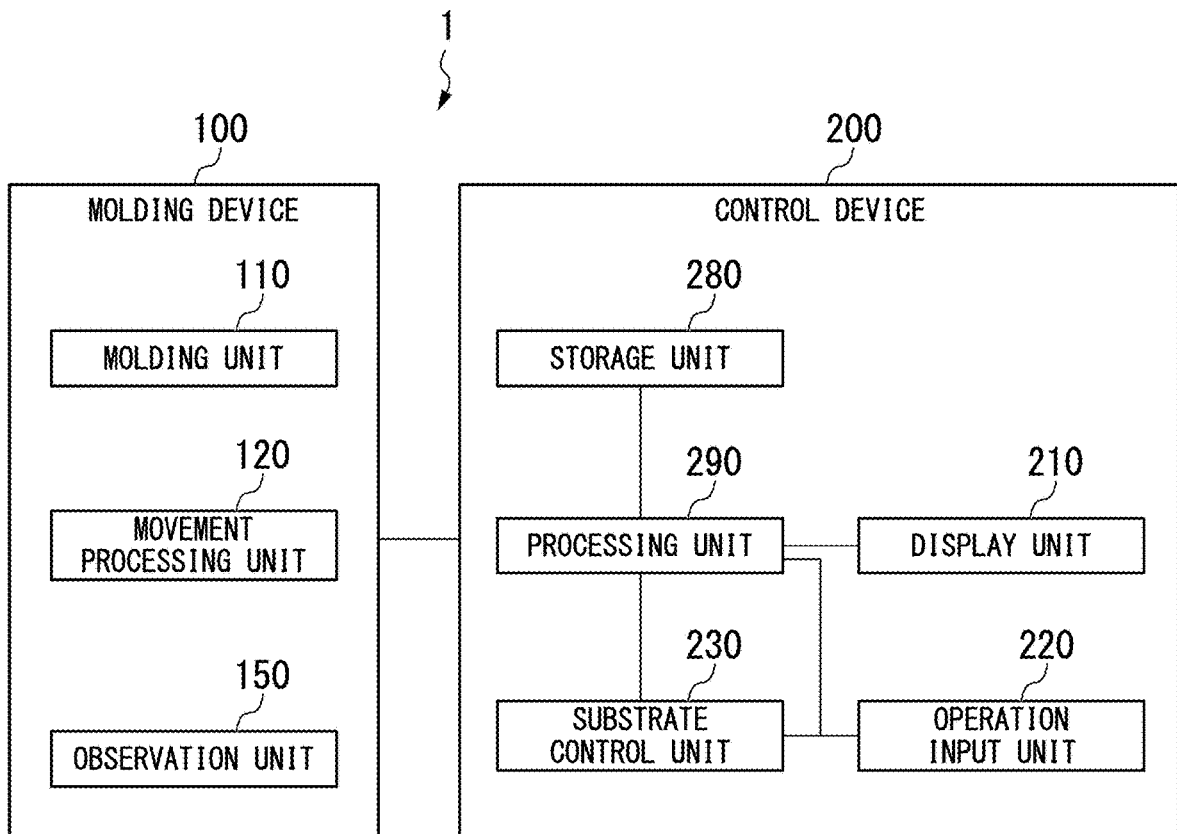 1
100
200
MOLDING DEVICE
CONTROL DEVICE
110
MOLDING UNIT
120
MOVEMENT
PROCESSING UNIT
150
OBSERVATION UNIT
280
STORAGE UNIT
290
PROCESSING UNIT
210
DISPLAY UNIT
230
SUBSTRATE
CONTROL UNIT
220
OPERATION
INPUT UNIT